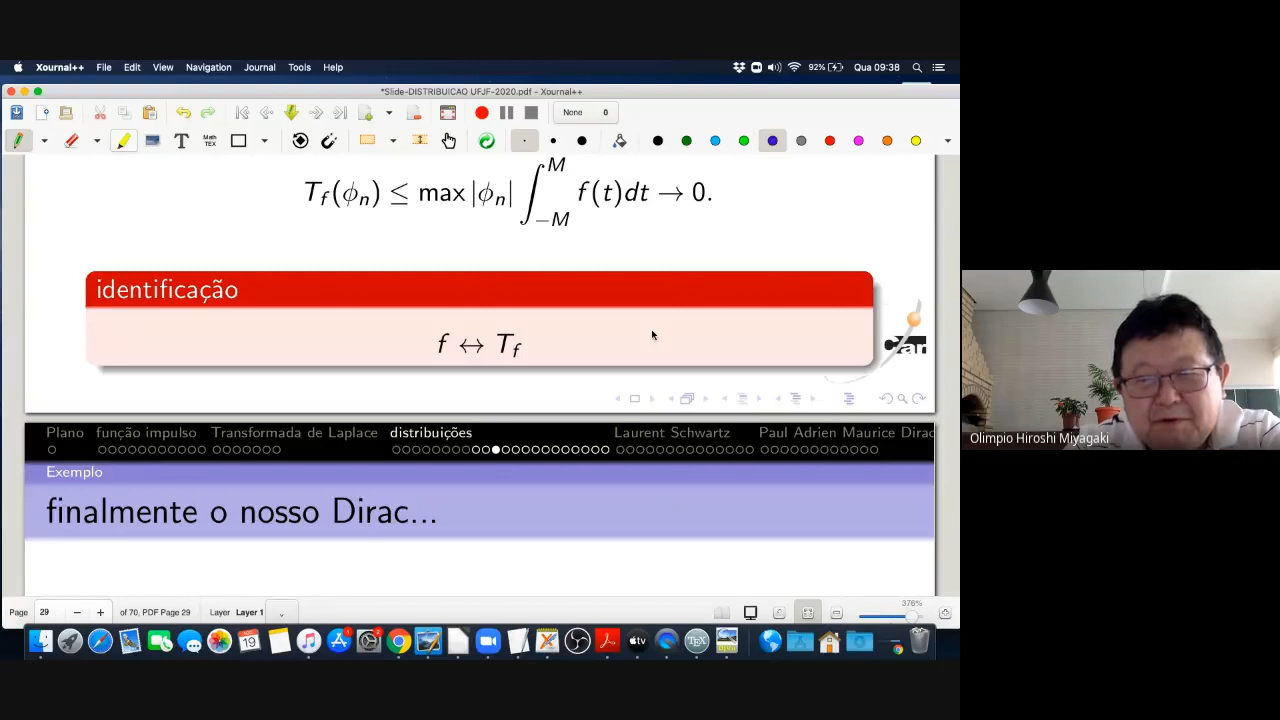 Xournal++ File Edit View Navigation Journal Tools Help 92% Qua 09:38
*Slide-DISTRIBUICAO UFJF-2020.pdf - Xournal++
None 0
T Math TEX
T_f(ϕ_n) ≤ max |ϕ_n| ∫_{−M}^{M} f(t)dt → 0.
identificação
f ↔ T_f
Plano função impulso Transformada de Laplace distribuições Laurent Schwartz Paul Adrien Maurice Dirac
Exemplo
finalmente o nosso Dirac...
Olimpio Hiroshi Miyagaki
Page 29 of 70, PDF Page 29 Layer Layer 1 376%